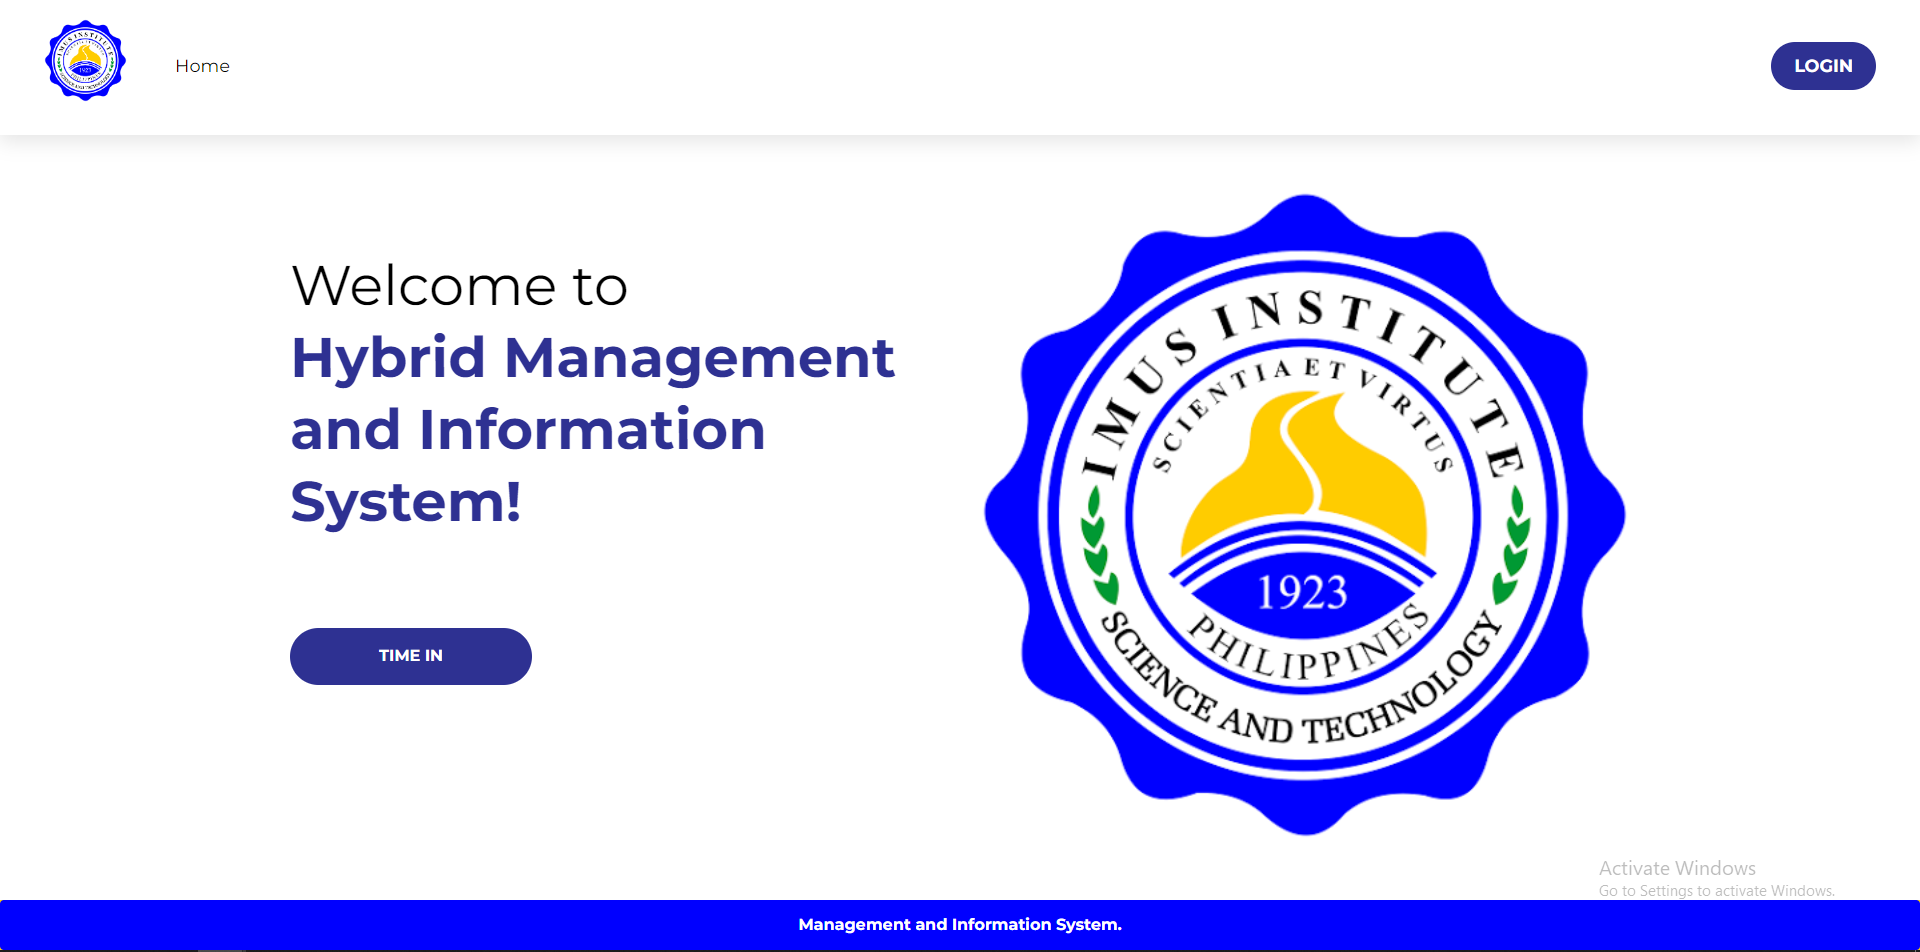 Home
LOGIN
Welcome to
Hybrid Management
and Information
System!
TIME IN
IMUS INSTITUTE
SCIENTIA ET VIRTUS
1923
PHILIPPINES
SCIENCE AND TECHNOLOGY
Activate Windows
Go to Settings to activate Windows.
Management and Information System.